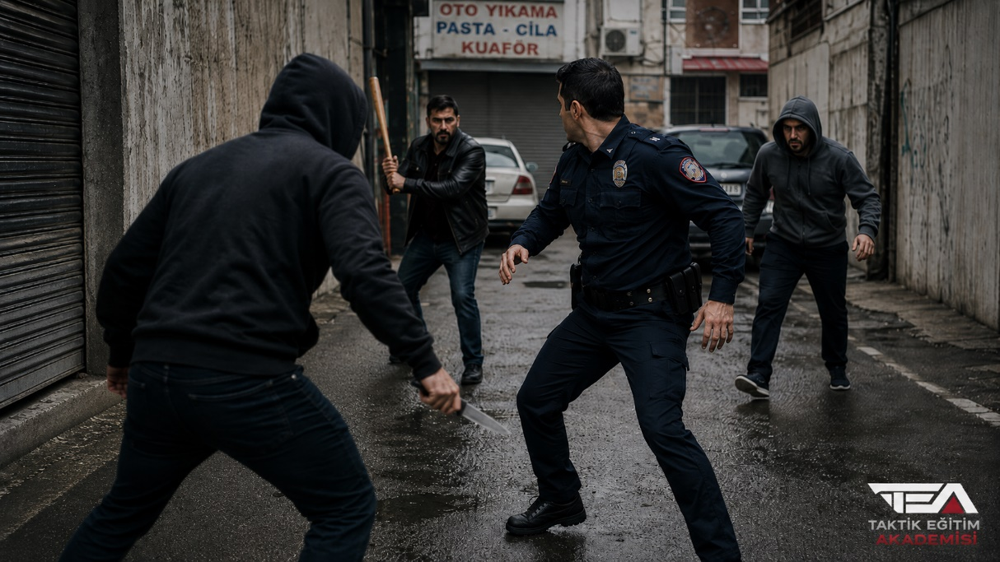 OTO YIKAMA
PASTA - CİLA
KUAFÖR
TEA
TAKTİK EĞİTİM
AKADEMİSİ